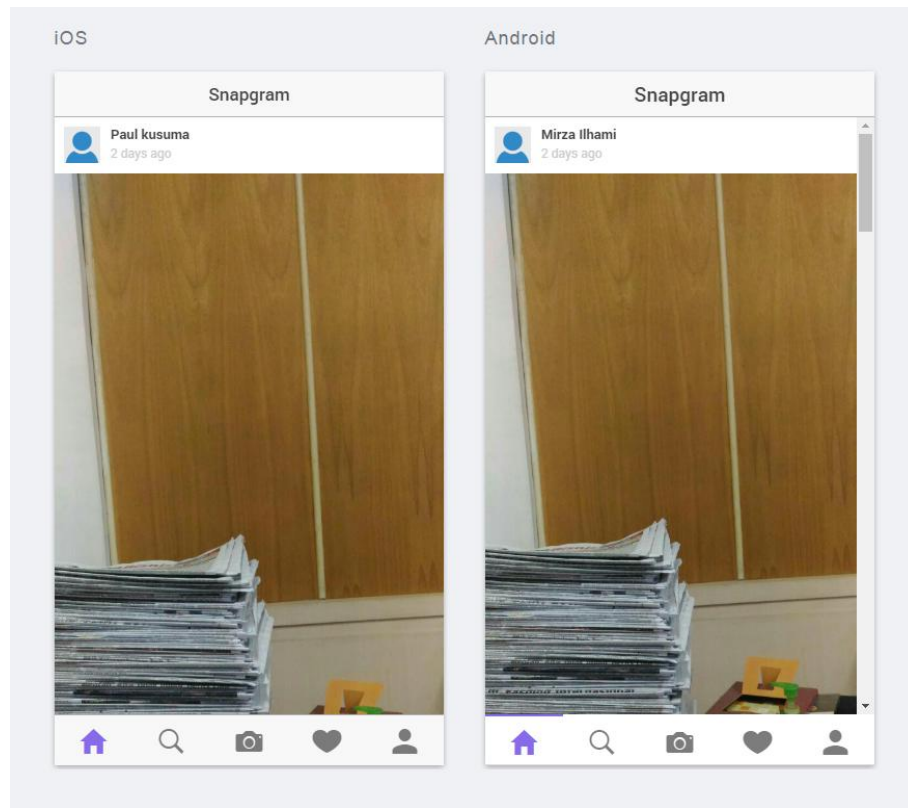 iOS
Android
Snapgram
Paul kusuma
2 days ago
Snapgram
Mirza Ilhami
2 days ago